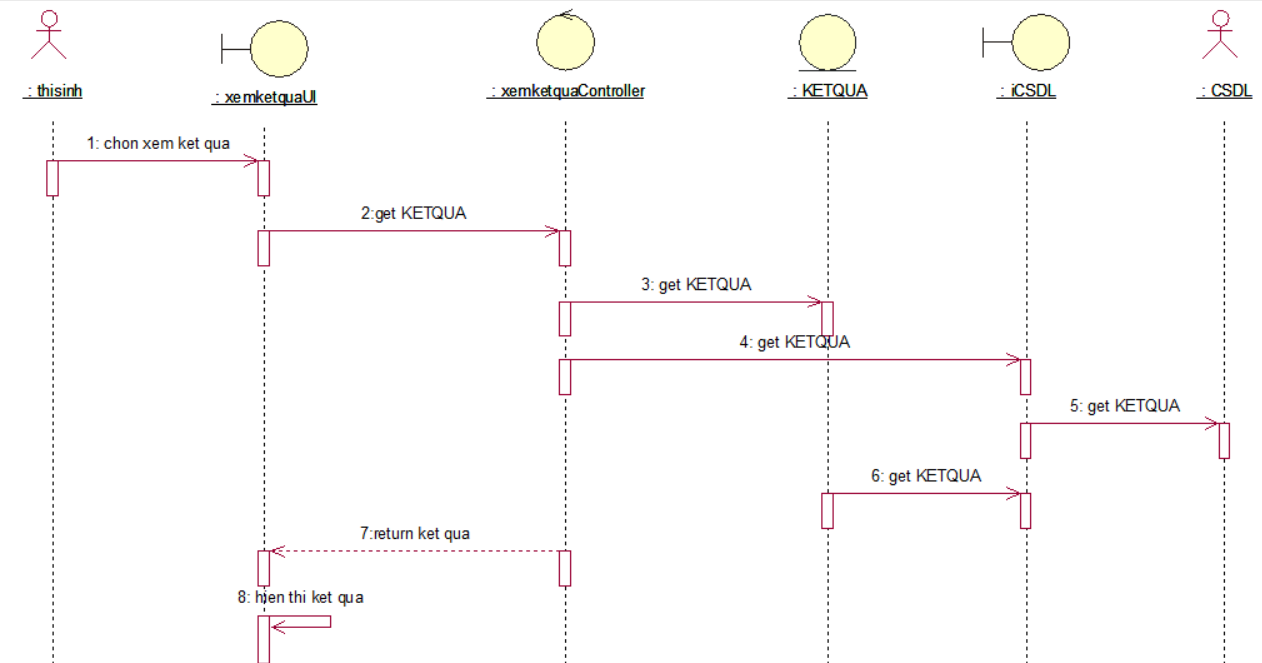 : thisinh
: xemketquaUI
: xemketquaController
: KETQUA
: iCSDL
: CSDL
1: chon xem ket qua
2:get KETQUA
3: get KETQUA
4: get KETQUA
5: get KETQUA
6: get KETQUA
7:return ket qua
8: hien thi ket qua